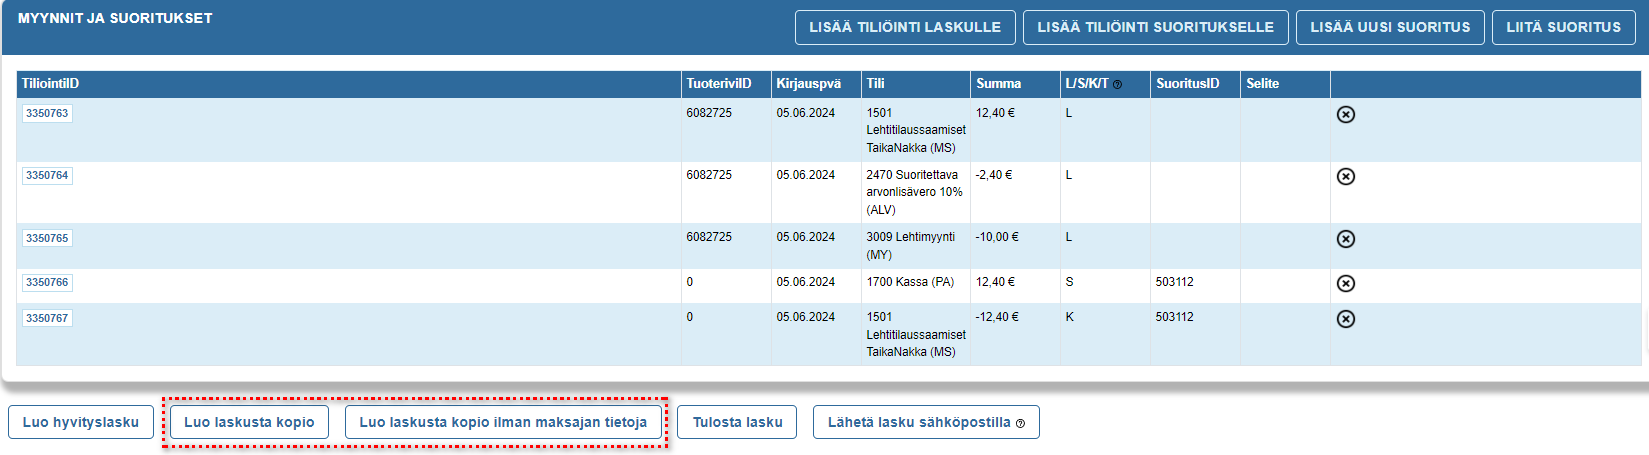 MYYNNIT JA SUORITUKSET
LISÄÄ TILIÖINTI LASKULLE LISÄÄ TILIÖINTI SUORITUKSELLE LISÄÄ UUSI SUORITUS LIITÄ SUORITUS
TiliointiID TuoteriviID Kirjauspvä Tili Summa L/S/K/T SuoritusID Selite
3350763 6082725 05.06.2024 1501 12,40 € L
Lehtitilaussaamiset
TaikaNakka (MS)
3350764 6082725 05.06.2024 2470 Suoritettava -2,40 € L
arvonlisävero 10%
(ALV)
3350765 6082725 05.06.2024 3009 Lehtimyynti -10,00 € L
(MY)
3350766 0 05.06.2024 1700 Kassa (PA) 12,40 € S 503112
3350767 0 05.06.2024 1501 -12,40 € K 503112
Lehtitilaussaamiset
TaikaNakka (MS)
Luo hyvityslasku Luo laskusta kopio Luo laskusta kopio ilman maksajan tietoja Tulosta lasku Lähetä lasku sähköpostilla